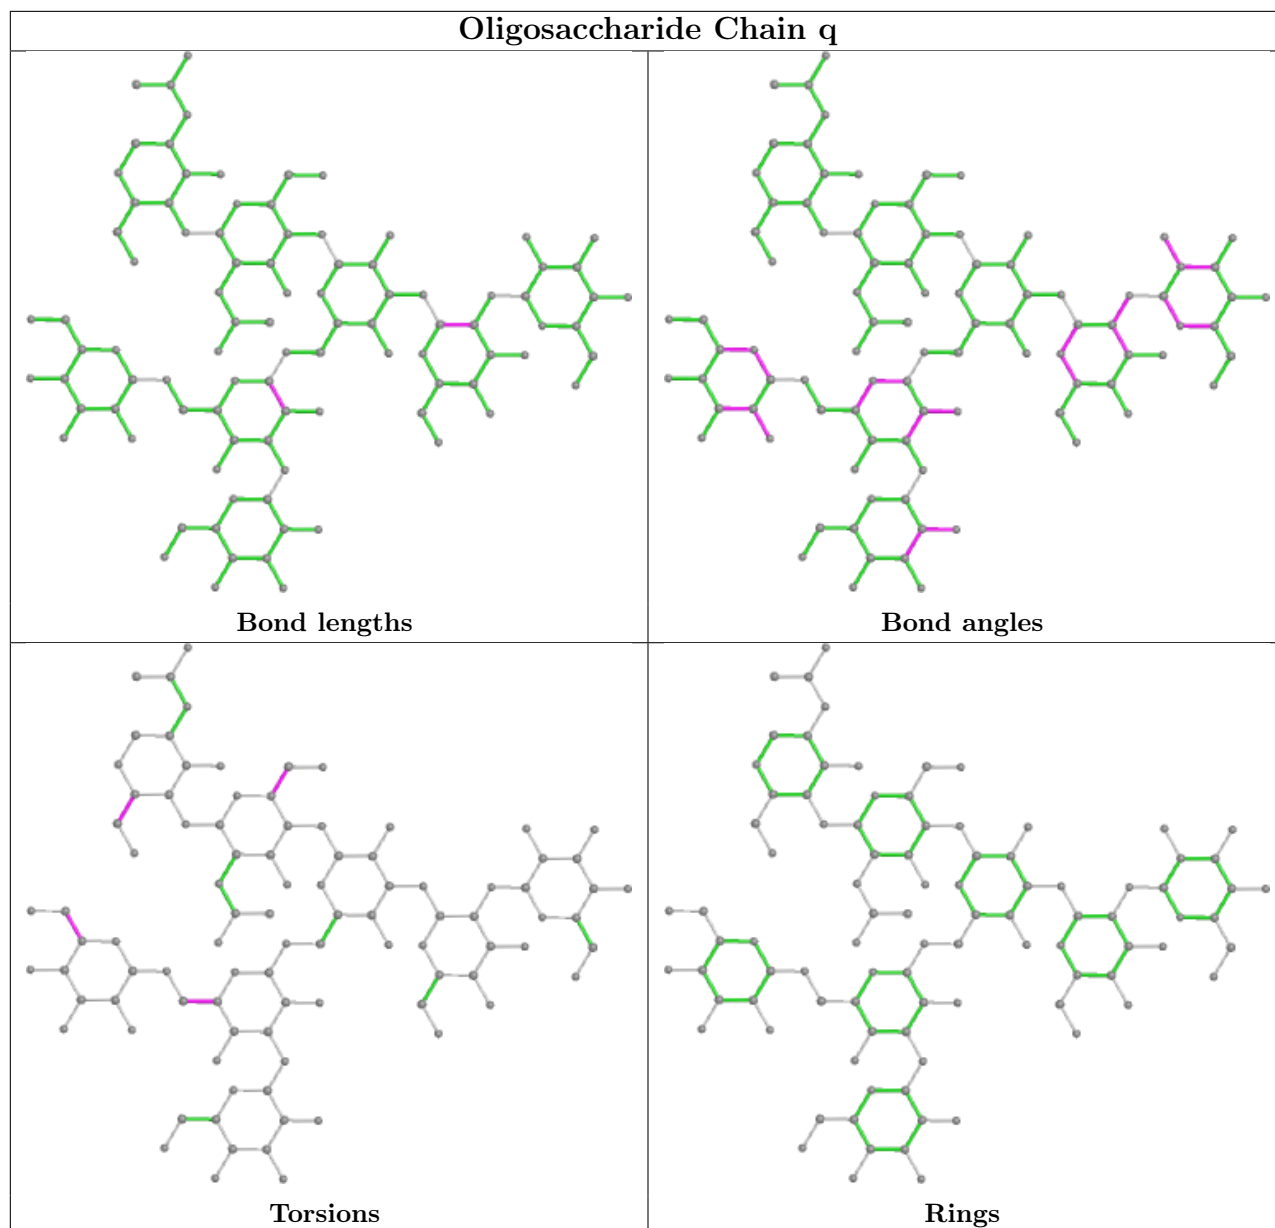 Oligosaccharide Chain q
Bond lengths
Bond angles
Torsions
Rings